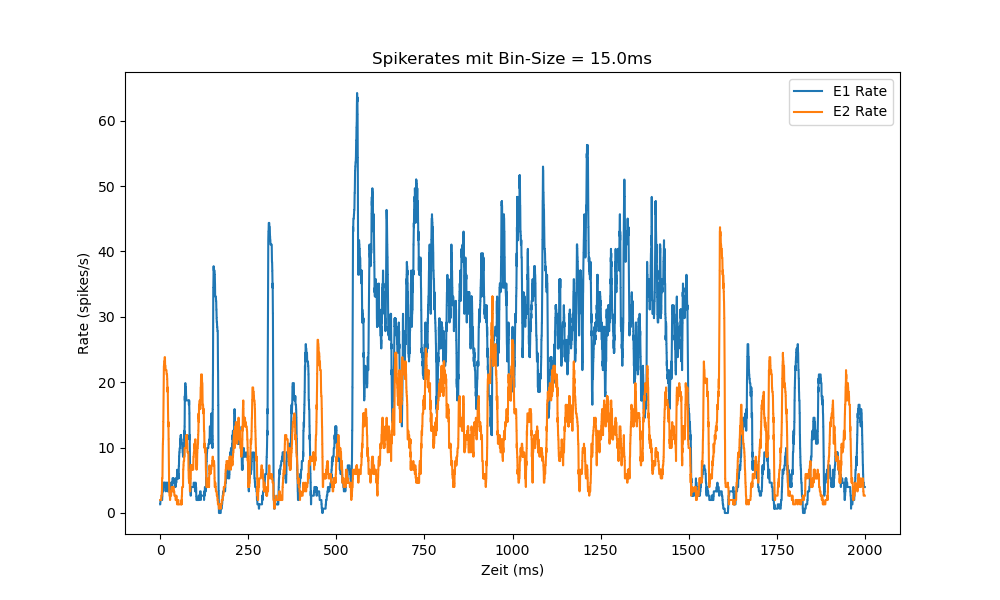 Spikerates mit Bin-Size = 15.0ms
E1 Rate
E2 Rate
Rate (spikes/s)
60
50
40
30
20
10
0
0 250 500 750 1000 1250 1500 1750 2000
Zeit (ms)